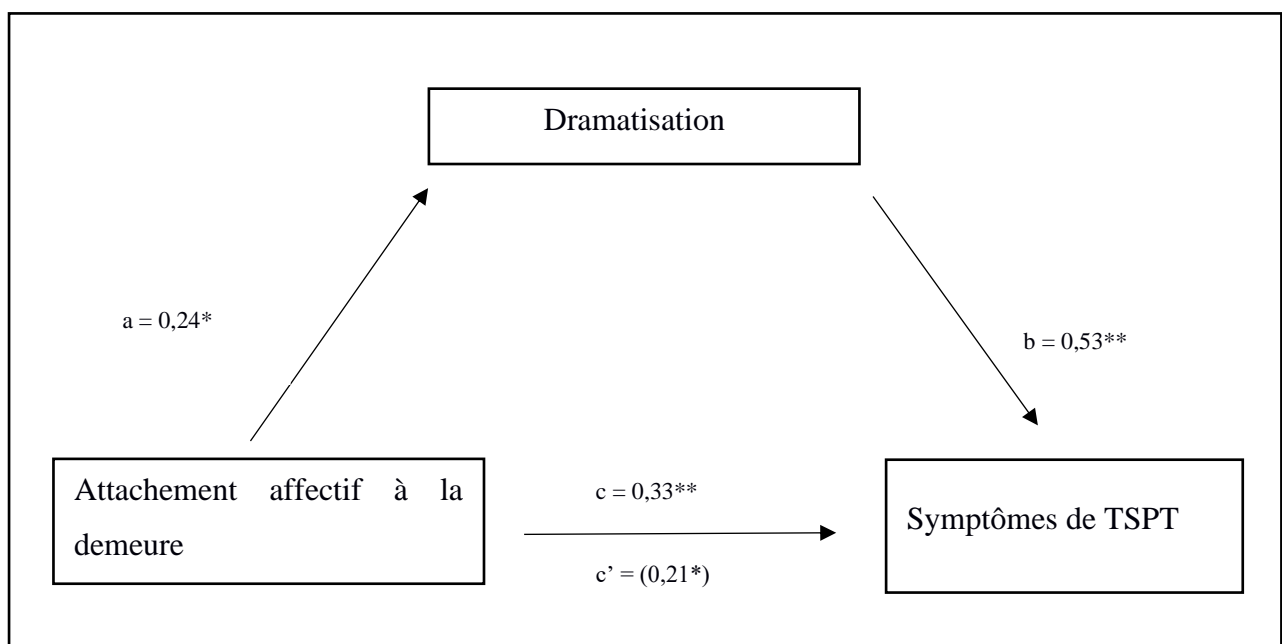 Dramatisation
a = 0,24*
b = 0,53**
Attachement affectif à la
demeure
c = 0,33**
c’ = (0,21*)
Symptômes de TSPT